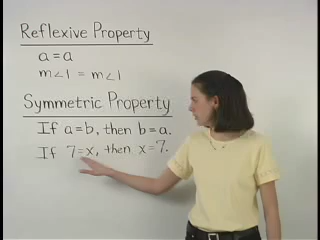 Reflexive Property
a = a
m∠1 = m∠1
Symmetric Property
If a=b, then b=a.
If 7=x, then x=7.